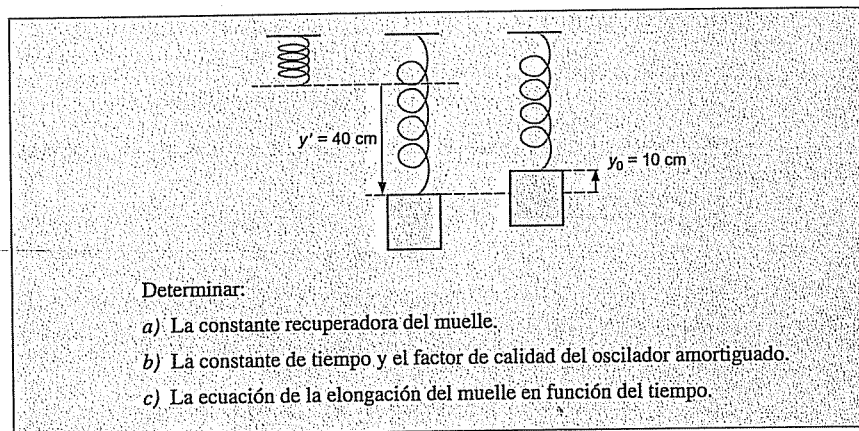 y' = 40 cm
y₀ = 10 cm
Determinar:
a) La constante recuperadora del muelle.
b) La constante de tiempo y el factor de calidad del oscilador amortiguado.
c) La ecuación de la elongación del muelle en función del tiempo.